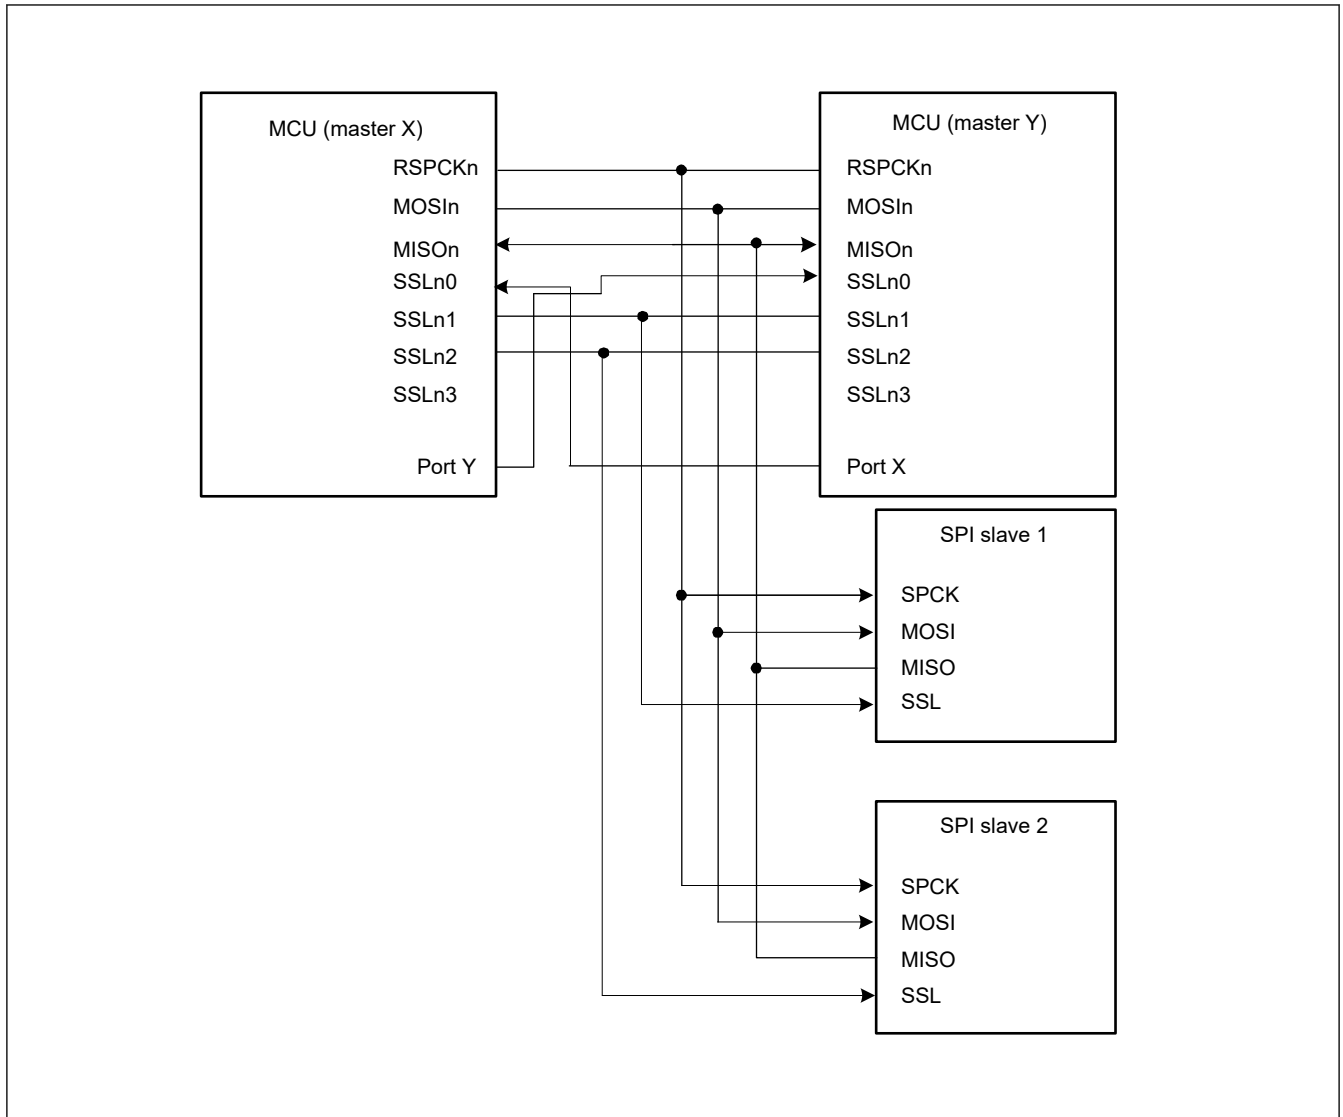 MCU (master X)
RSPCKn
MOSIn
MISOn
SSLn0
SSLn1
SSLn2
SSLn3
Port Y
MCU (master Y)
RSPCKn
MOSIn
MISOn
SSLn0
SSLn1
SSLn2
SSLn3
Port X
SPI slave 1
SPCK
MOSI
MISO
SSL
SPI slave 2
SPCK
MOSI
MISO
SSL